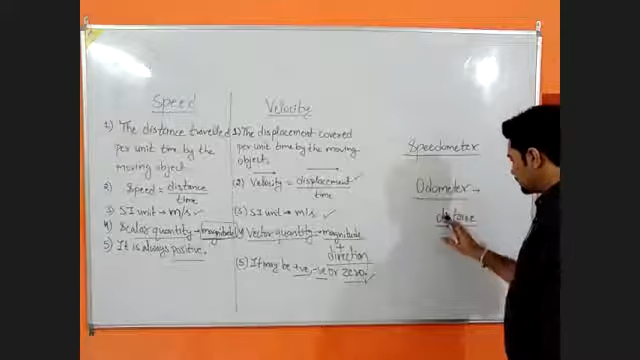 Speed
1) The distance travelled
per unit time by the
moving object
2) Speed = distance
time
3) SI unit → m/s ✓
4) Scalar quantity → magnitude
5) It is always positive.
Velocity
1) The displacement covered
per unit time by the moving
object.
(2) Velocity = displacement ✓
time
(3) SI unit → m/s ✓
Vector quantity → magnitude
+
direction
(5) It may be +ve, -ve or zero. ✓
Speedometer
Odometer →